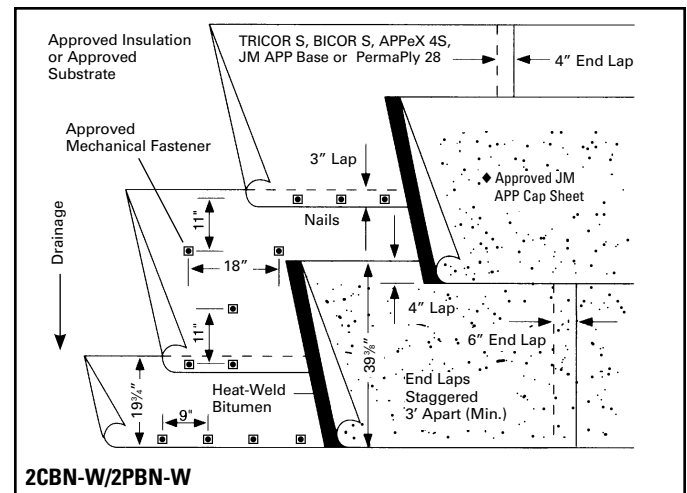 Approved Insulation
or Approved
Substrate
TRICOR S, BICOR S, APPeX 4S,
JM APP Base or PermaPly 28
4” End Lap
Approved
Mechanical Fastener
3” Lap
◆ Approved JM
APP Cap Sheet
Nails
11"
Drainage
18”
11"
4” Lap
6” End Lap
39⅜”
19¾”
9"
Heat-Weld
Bitumen
End Laps
Staggered
3’ Apart (Min.)
2CBN-W/2PBN-W